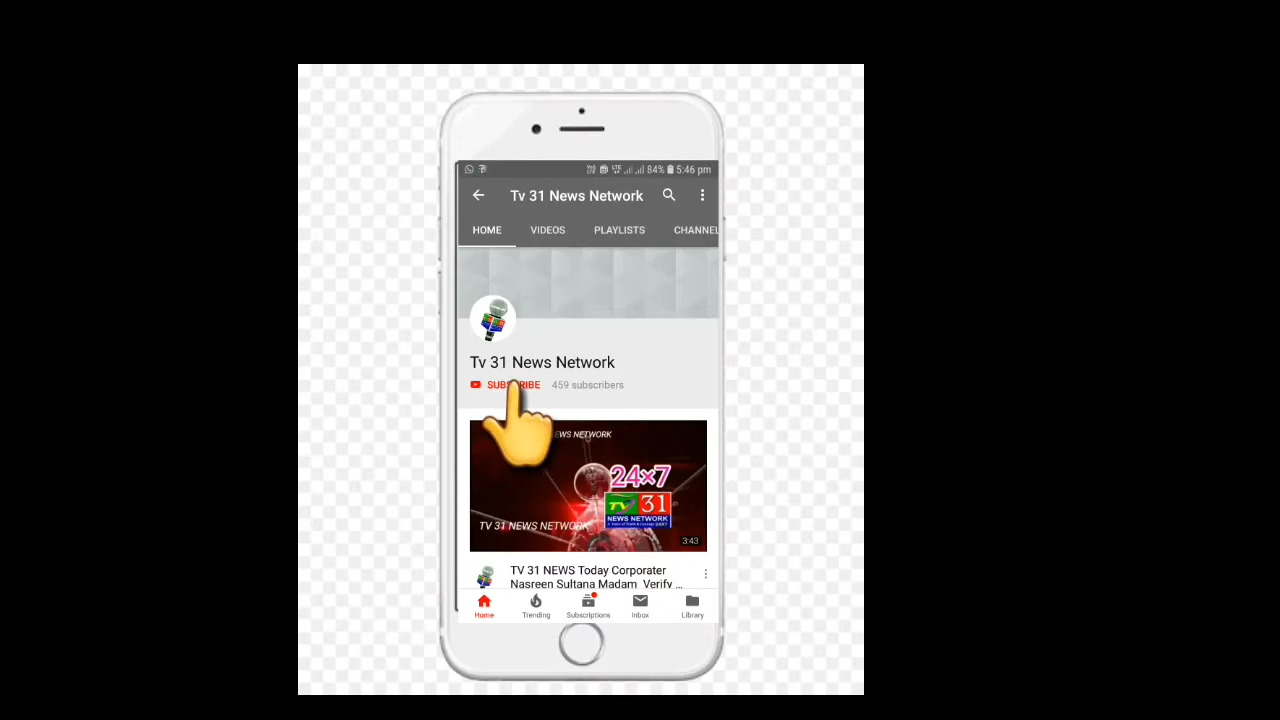 84% 5:46 pm
Tv 31 News Network
HOME VIDEOS PLAYLISTS CHANNEL
Tv 31 News Network
SUBSCRIBE 459 subscribers
EWS NETWORK
24×7
TV 31
NEWS NETWORK
TV 31 NEWS NETWORK
3:43
TV 31 NEWS Today Corporater
Nasreen Sultana Madam Verify ...
Home Trending Subscriptions Inbox Library